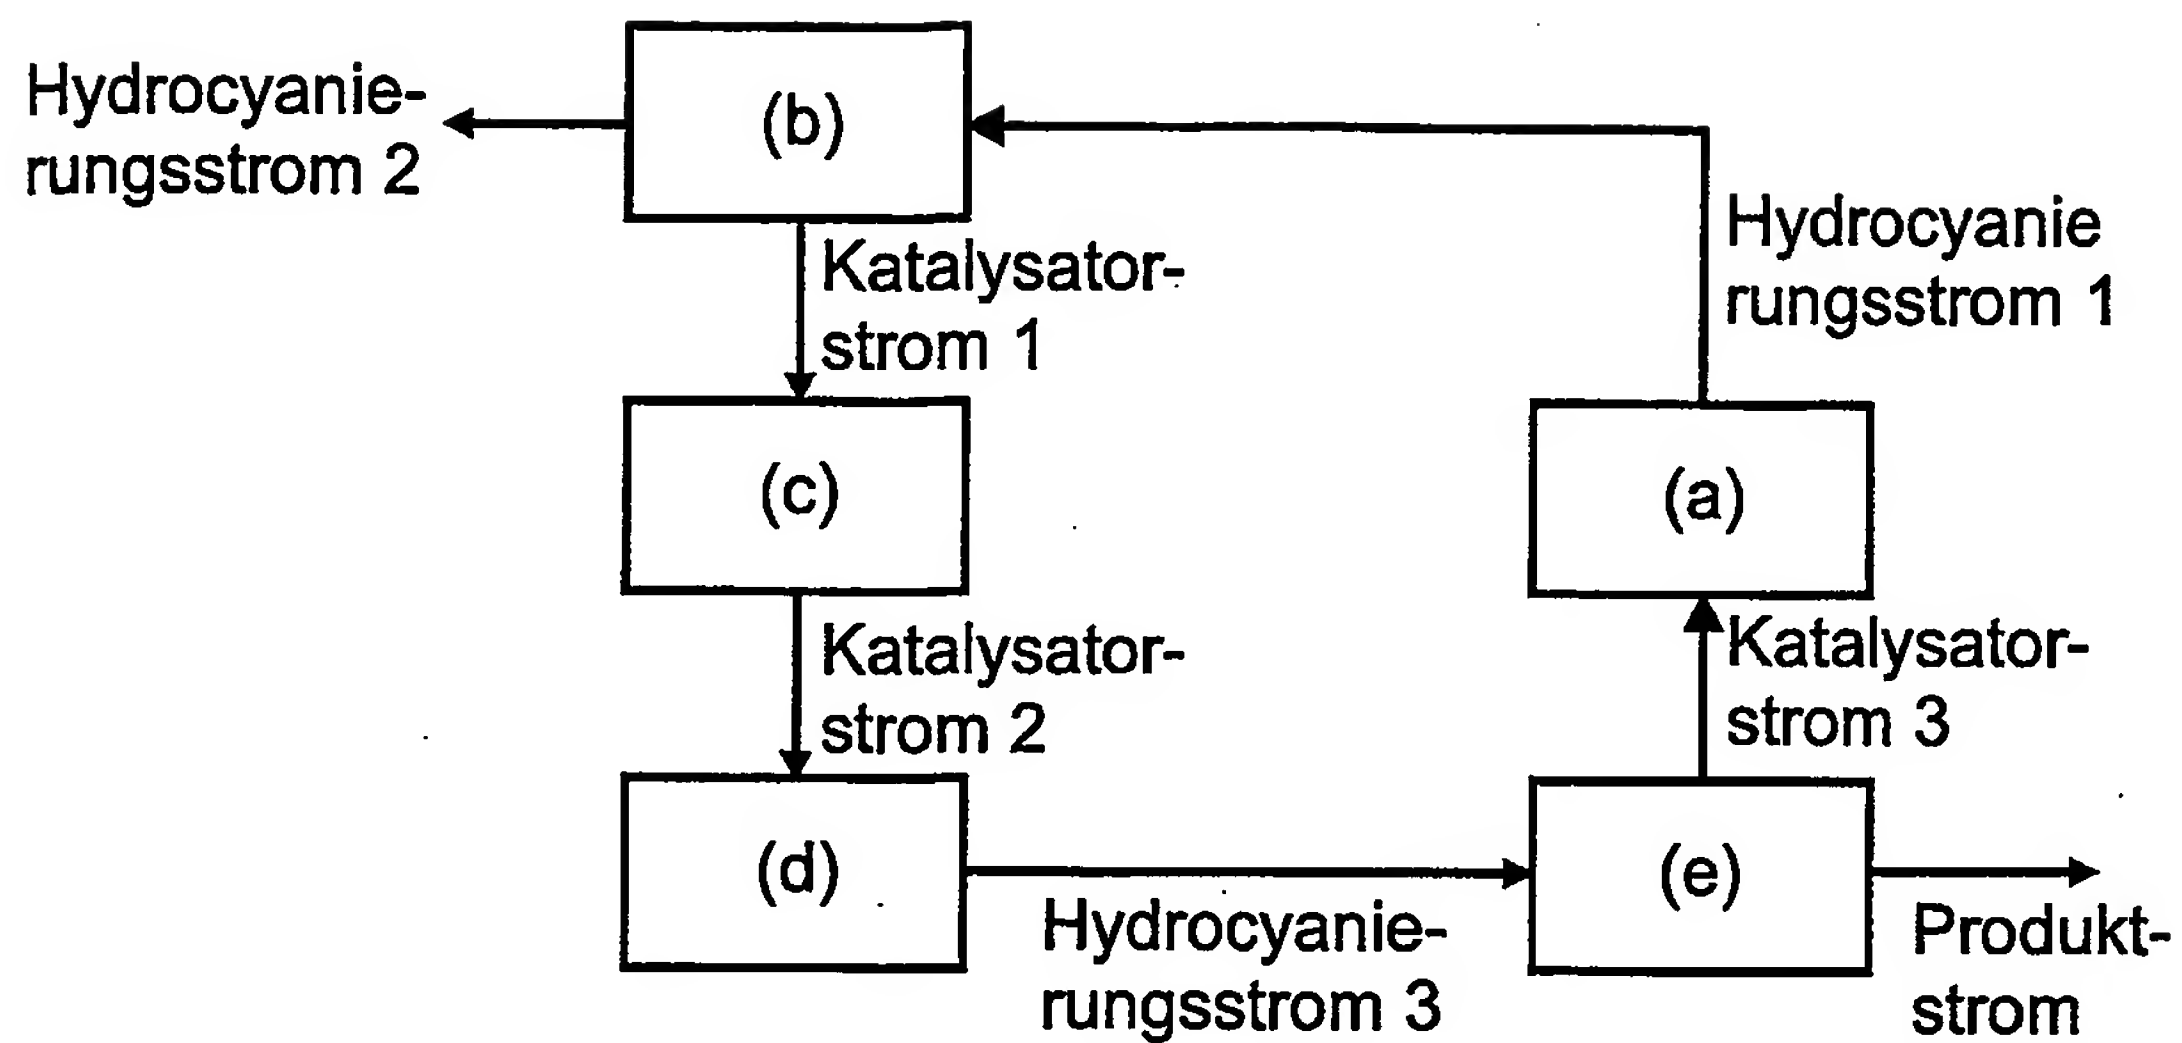 Hydrocyanie-
rungsstrom 2
(b)
Hydrocyanie
rungsstrom 1
Katalysator-
strom 1
(c)
(a)
Katalysator-
strom 2
Katalysator-
strom 3
(d)
(e)
Hydrocyanie-
rungsstrom 3
Produkt-
strom